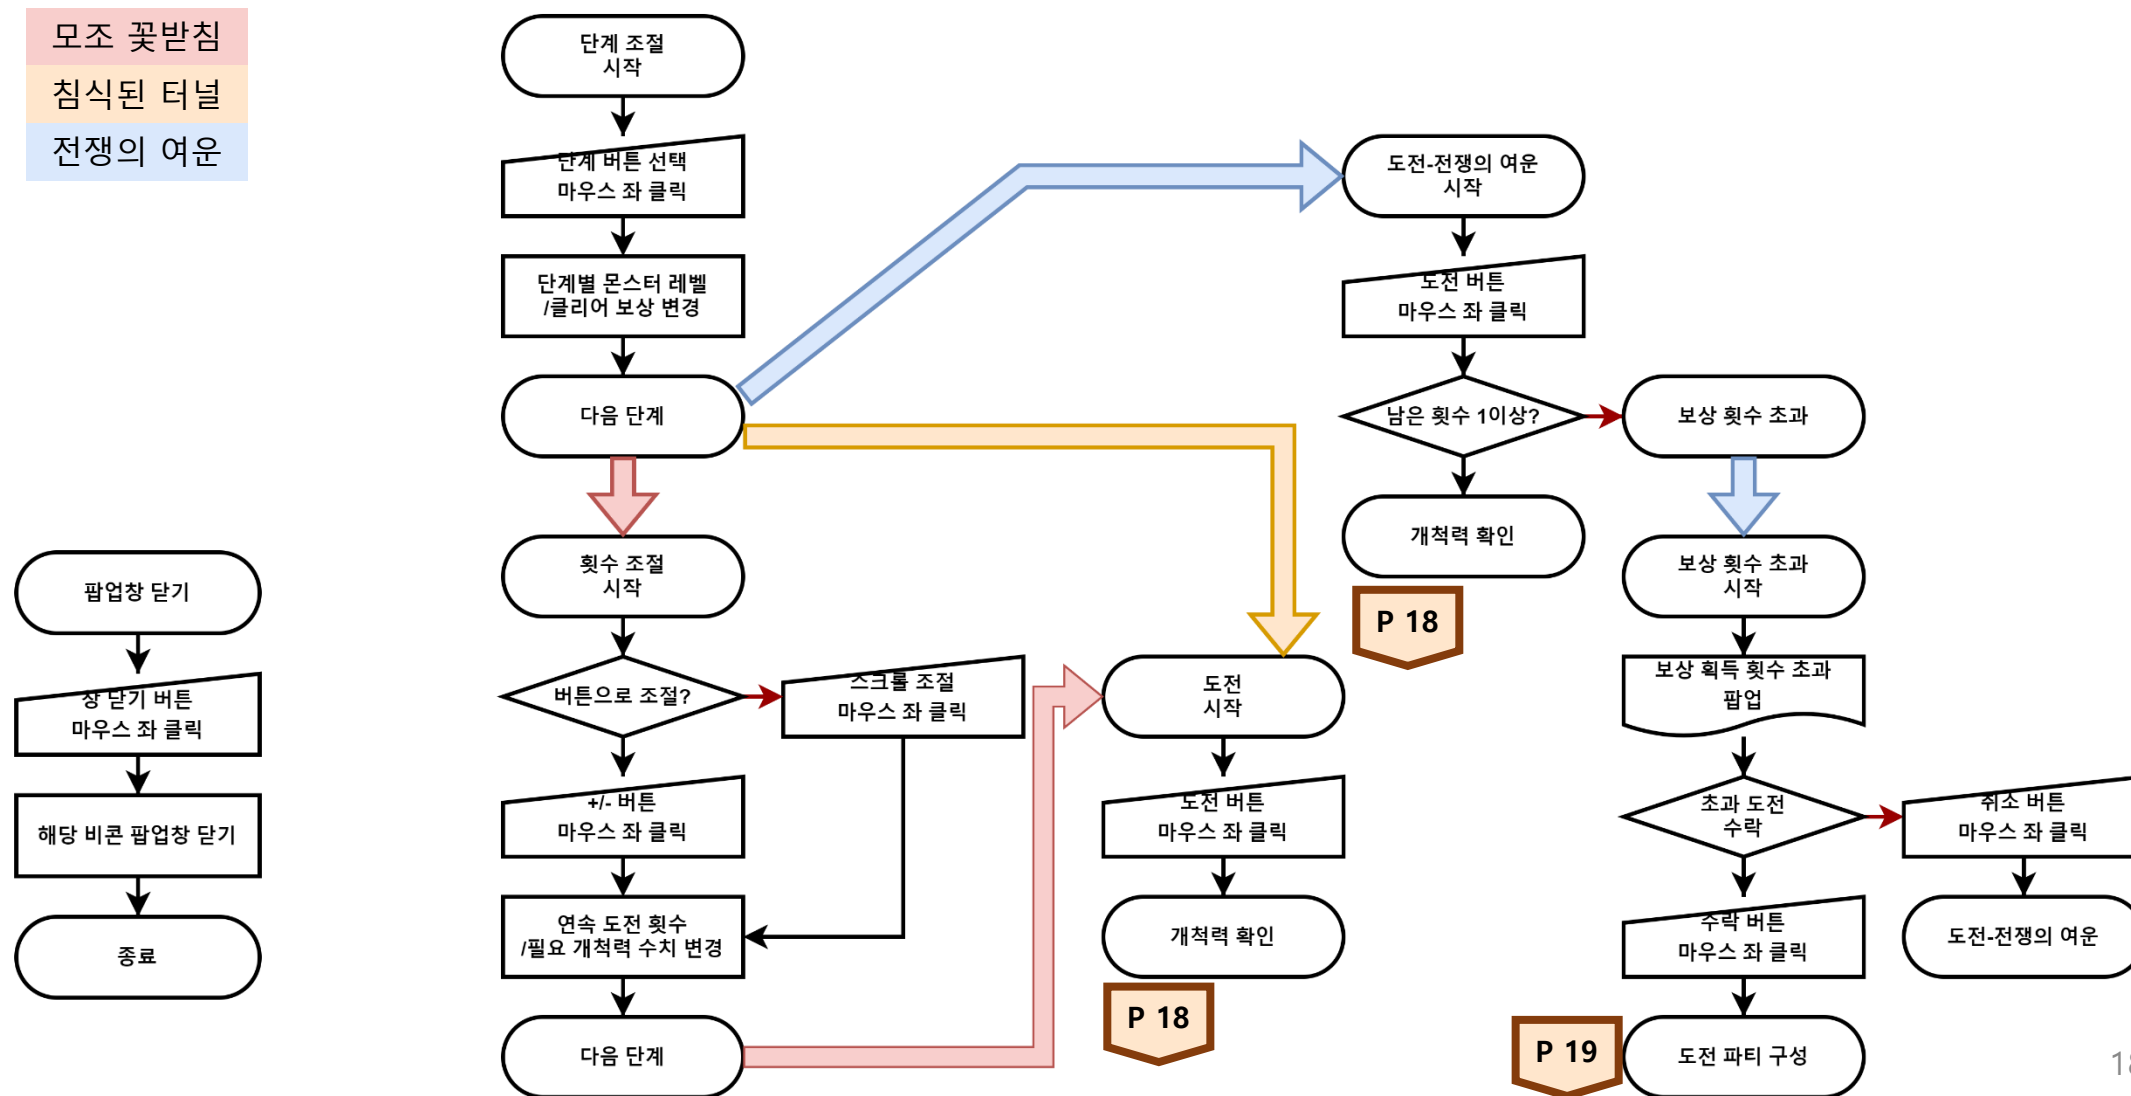 모조 꽃받침
침식된 터널
전쟁의 여운
단계 조절
시작
단계 버튼 선택
마우스 좌 클릭
단계별 몬스터 레벨
/클리어 보상 변경
다음 단계
횟수 조절
시작
버튼으로 조절?
스크롤 조절
마우스 좌 클릭
+/- 버튼
마우스 좌 클릭
연속 도전 횟수
/필요 개척력 수치 변경
다음 단계
팝업창 닫기
창 닫기 버튼
마우스 좌 클릭
해당 비콘 팝업창 닫기
종료
도전
시작
도전 버튼
마우스 좌 클릭
개척력 확인
P 18
도전-전쟁의 여운
시작
도전 버튼
마우스 좌 클릭
남은 횟수 1이상?
개척력 확인
P 18
보상 횟수 초과
보상 횟수 초과
시작
보상 획득 횟수 초과
팝업
초과 도전
수락
취소 버튼
마우스 좌 클릭
도전-전쟁의 여운
수락 버튼
마우스 좌 클릭
도전 파티 구성
P 19
18